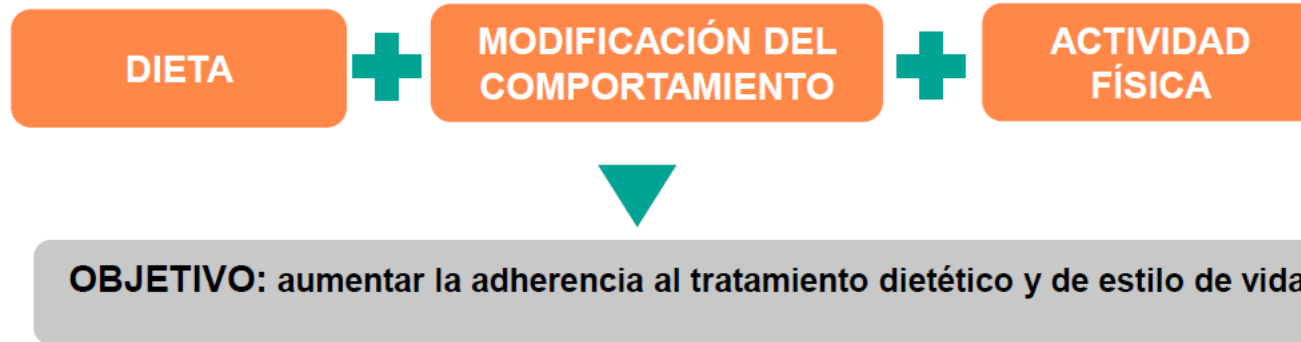 DIETA
MODIFICACIÓN DEL
COMPORTAMIENTO
ACTIVIDAD
FÍSICA
OBJETIVO: aumentar la adherencia al tratamiento dietético y de estilo de vida